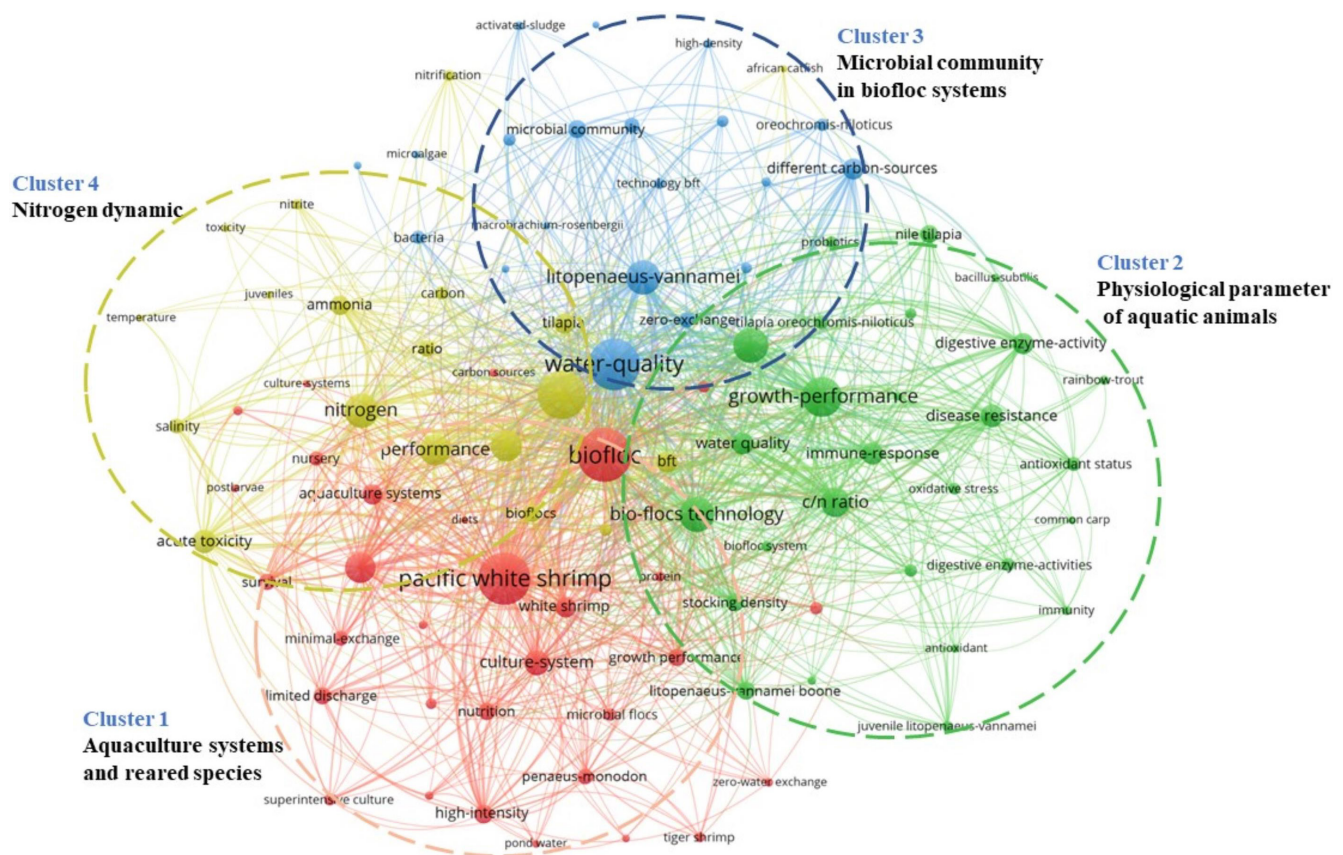 activated-sludge
high-density
Cluster 3
Microbial community
in biofloc systems
nitrification
african catfish
microbial community
oreochromis-niloticus
microalgae
different carbon-sources
technology bft
Cluster 4
Nitrogen dynamic
nitrite
toxicity
macrobrachium-rosenbergii
bacteria
probiotics
nile tilapia
Cluster 2
Physiological parameter
of aquatic animals
litopenaeus-vannamei
bacillus-subtilis
juveniles
ammonia
carbon
temperature
tilapia
zero-exchange
tilapia oreochromis-niloticus
digestive enzyme-activity
ratio
water-quality
carbon sources
culture-systems
rainbow-trout
growth-performance
nitrogen
disease resistance
salinity
performance
biofloc
bft
water quality
immune-response
nursery
antioxidant status
postlarvae
aquaculture systems
oxidative stress
diets
bioflocs
bio-flocs technology
c/n ratio
common carp
acute toxicity
biofloc system
survival
pacific white shrimp
protein
digestive enzyme-activities
white shrimp
stocking density
immunity
minimal-exchange
culture-system
growth performance
antioxidant
limited discharge
litopenaeus-vannamei boone
nutrition
microbial flocs
juvenile litopenaeus-vannamei
Cluster 1
Aquaculture systems
and reared species
penaeus-monodon
zero-water exchange
superintensive culture
high-intensity
pond water
tiger shrimp